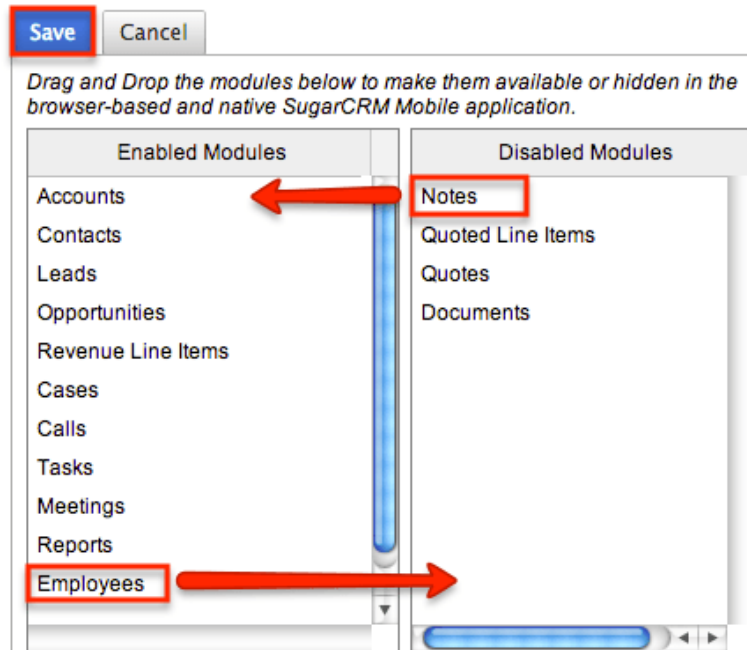 Save
Cancel
Drag and Drop the modules below to make them available or hidden in the
browser-based and native SugarCRM Mobile application.
Enabled Modules
Accounts
Contacts
Leads
Opportunities
Revenue Line Items
Cases
Calls
Tasks
Meetings
Reports
Employees
Disabled Modules
Notes
Quoted Line Items
Quotes
Documents